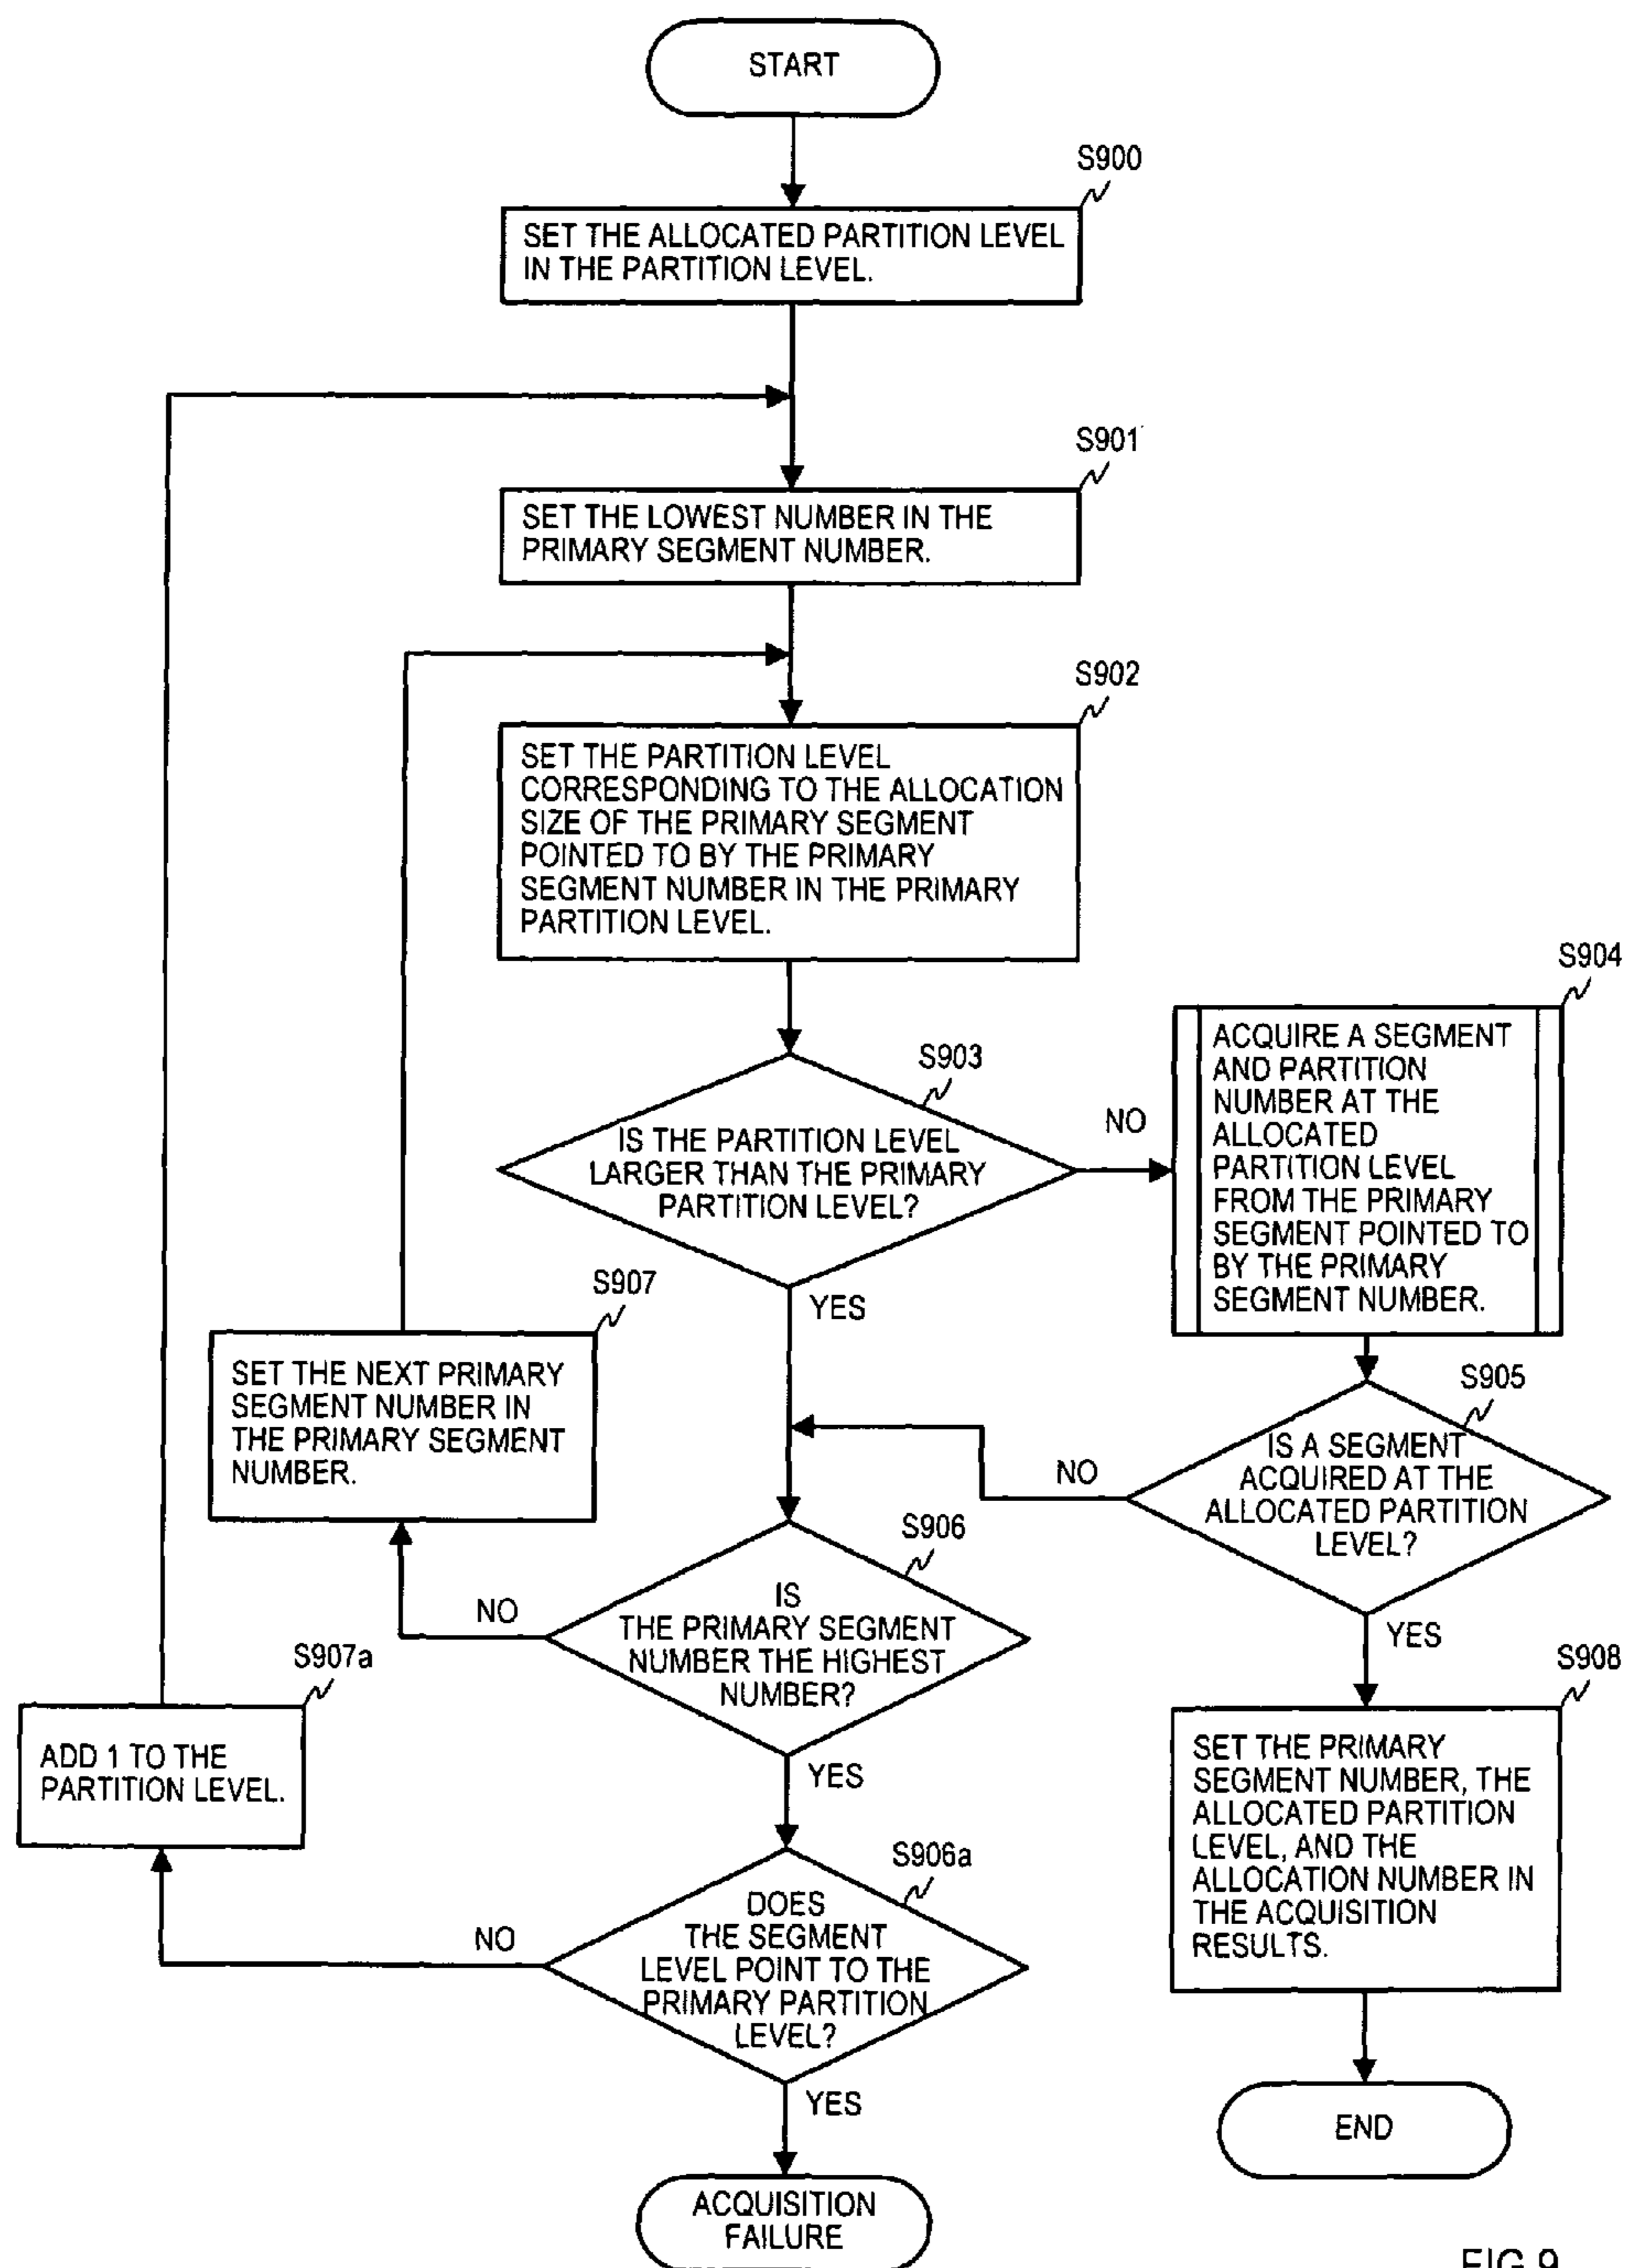 START
S900
SET THE ALLOCATED PARTITION LEVEL
IN THE PARTITION LEVEL.
S901
SET THE LOWEST NUMBER IN THE
PRIMARY SEGMENT NUMBER.
S902
SET THE PARTITION LEVEL
CORRESPONDING TO THE ALLOCATION
SIZE OF THE PRIMARY SEGMENT
POINTED TO BY THE PRIMARY
SEGMENT NUMBER IN THE PRIMARY
PARTITION LEVEL.
S903
IS THE PARTITION LEVEL
LARGER THAN THE PRIMARY
PARTITION LEVEL?
NO
YES
S904
ACQUIRE A SEGMENT
AND PARTITION
NUMBER AT THE
ALLOCATED
PARTITION LEVEL
FROM THE PRIMARY
SEGMENT POINTED TO
BY THE PRIMARY
SEGMENT NUMBER.
S905
IS A SEGMENT
ACQUIRED AT THE
ALLOCATED PARTITION
LEVEL?
NO
YES
S907
SET THE NEXT PRIMARY
SEGMENT NUMBER IN
THE PRIMARY SEGMENT
NUMBER.
S906
IS
THE PRIMARY SEGMENT
NUMBER THE HIGHEST
NUMBER?
NO
YES
S907a
ADD 1 TO THE
PARTITION LEVEL.
S906a
DOES
THE SEGMENT
LEVEL POINT TO THE
PRIMARY PARTITION
LEVEL?
NO
YES
S908
SET THE PRIMARY
SEGMENT NUMBER, THE
ALLOCATED PARTITION
LEVEL, AND THE
ALLOCATION NUMBER IN
THE ACQUISITION
RESULTS.
END
ACQUISITION
FAILURE
FIG.9